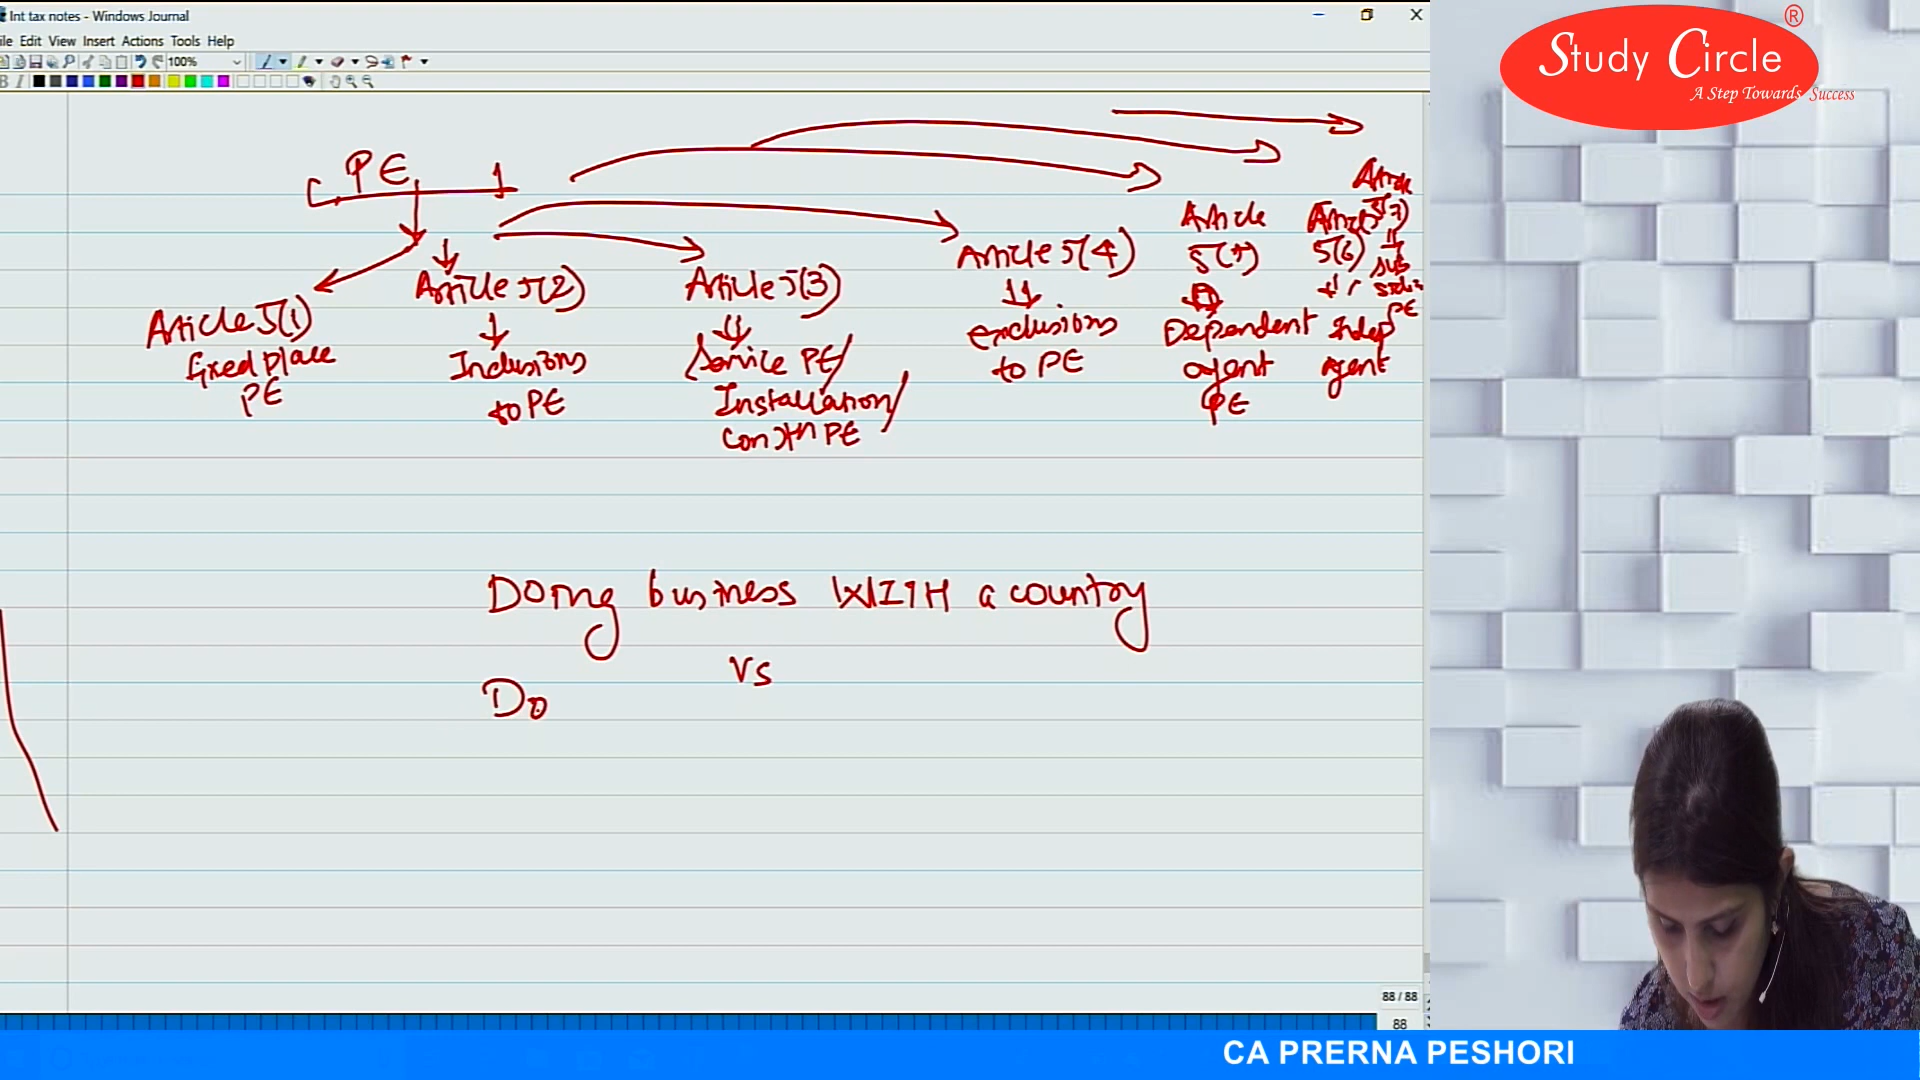 Int tax notes - Windows Journal
ile Edit View Insert Actions Tools Help
100%
B I
Study Circle ®
A Step Towards Success
PE
Article 5(1)
fixed place
PE
Article 5(2)
Inclusions
to PE
Article 5(3)
Service PE/
Installation/
constn PE
Article 5(4)
exclusions
to PE
Article
5(5)
Dependent
agent
PE
Article
5(6)
Indep
agent
Article
5(7)
PE
Doing business WITH a country
vs
Do
88 / 88
88
CA PRERNA PESHORI